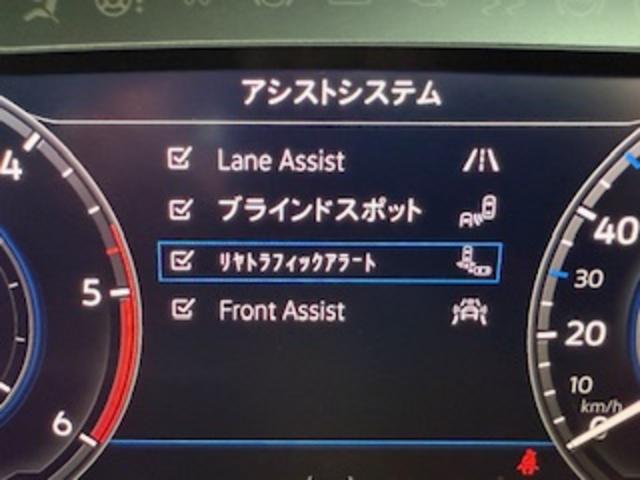 アシストシステム
Lane Assist
ブラインドスポット
リヤトラフィックアラート
Front Assist
4
5
6
40
30
20
10
km/h
0